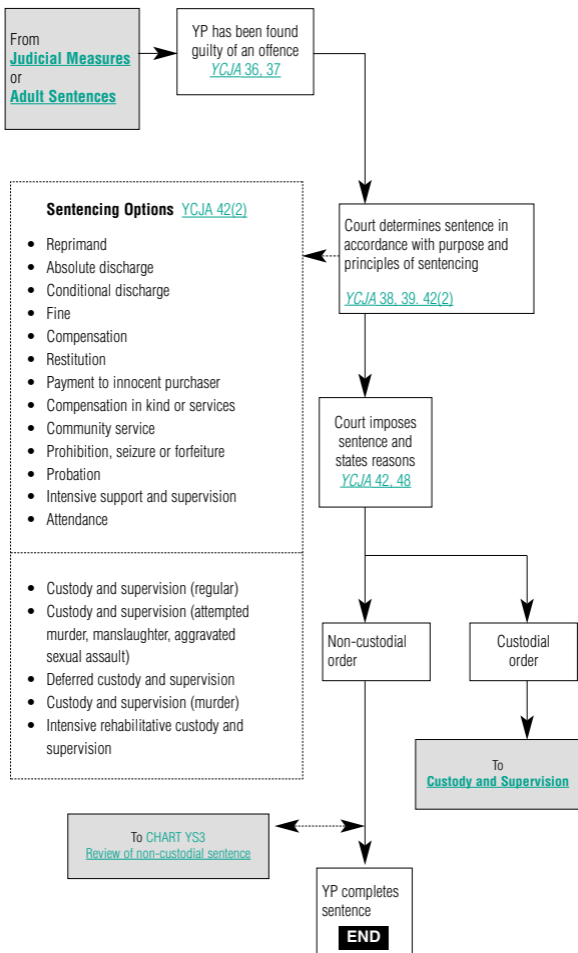 From
Judicial Measures
or
Adult Sentences
YP has been found
guilty of an offence
YCJA 36, 37
Sentencing Options YCJA 42(2)
• Reprimand
• Absolute discharge
• Conditional discharge
• Fine
• Compensation
• Restitution
• Payment to innocent purchaser
• Compensation in kind or services
• Community service
• Prohibition, seizure or forfeiture
• Probation
• Intensive support and supervision
• Attendance
• Custody and supervision (regular)
• Custody and supervision (attempted
murder, manslaughter, aggravated
sexual assault)
• Deferred custody and supervision
• Custody and supervision (murder)
• Intensive rehabilitative custody and
supervision
Court determines sentence in
accordance with purpose and
principles of sentencing
YCJA 38, 39. 42(2)
Court imposes
sentence and
states reasons
YCJA 42, 48
Non-custodial
order
Custodial
order
To
Custody and Supervision
To CHART YS3
Review of non-custodial sentence
YP completes
sentence
END